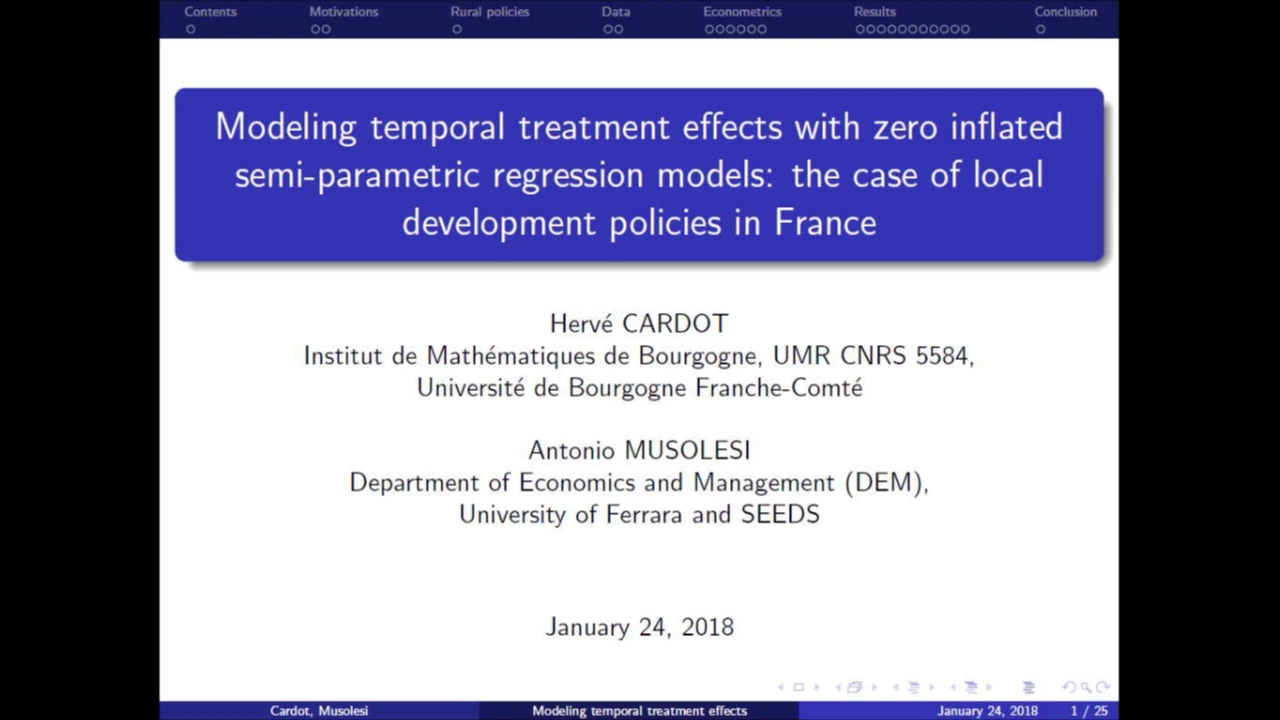 Contents Motivations Rural policies Data Econometrics Results Conclusion
Modeling temporal treatment effects with zero inflated
semi-parametric regression models: the case of local
development policies in France
Hervé CARDOT
Institut de Mathématiques de Bourgogne, UMR CNRS 5584,
Université de Bourgogne Franche-Comté
Antonio MUSOLESI
Department of Economics and Management (DEM),
University of Ferrara and SEEDS
January 24, 2018
Cardot, Musolesi Modeling temporal treatment effects January 24, 2018 1 / 25